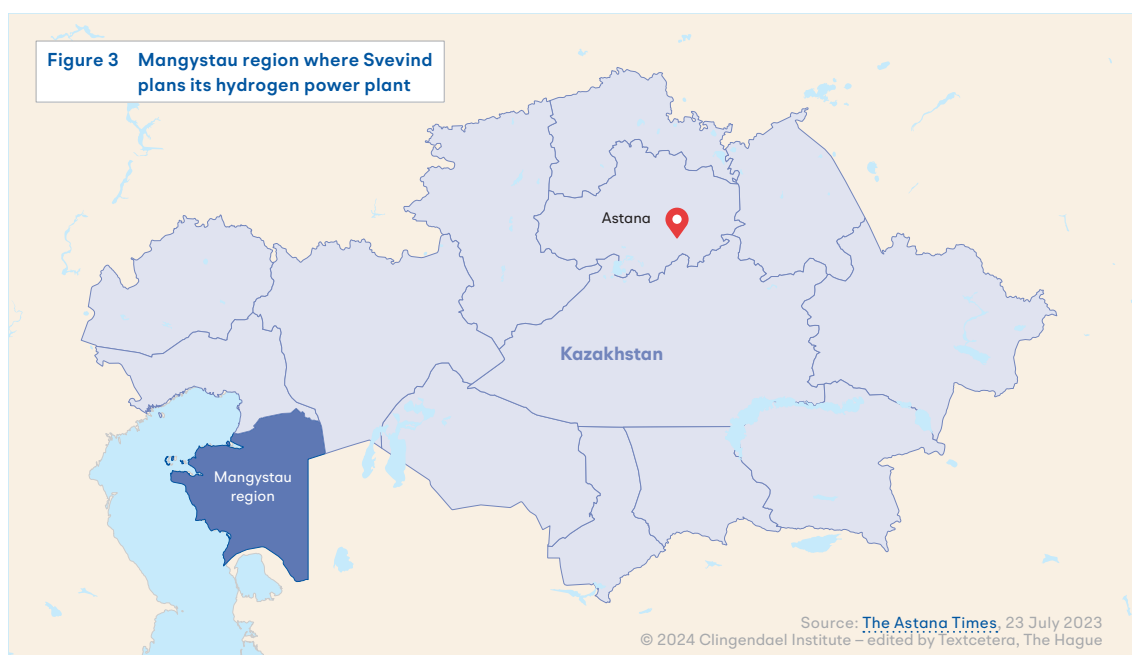 Figure 3 Mangystau region where Svevind
plans its hydrogen power plant
Astana
Kazakhstan
Mangystau
region
Source: The Astana Times, 23 July 2023
© 2024 Clingendael Institute – edited by Textcetera, The Hague